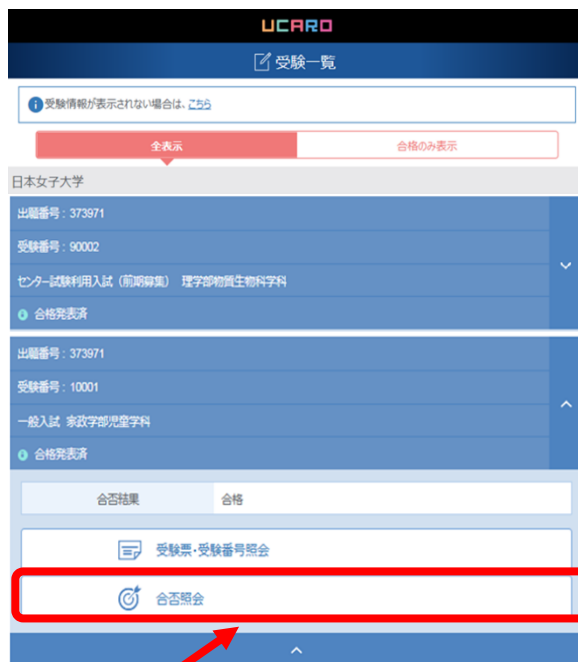 UCARO
受験一覧
受験情報が表示されない場合は、こちら
全表示
合格のみ表示
日本女子大学
出願番号：373971
受験番号：90002
センター試験利用入試（前期募集） 理学部物質生物科学科
合格発表済
出願番号：373971
受験番号：10001
一般入試 家政学部児童学科
合格発表済
合否結果 合格
受験票・受験番号照会
合否照会